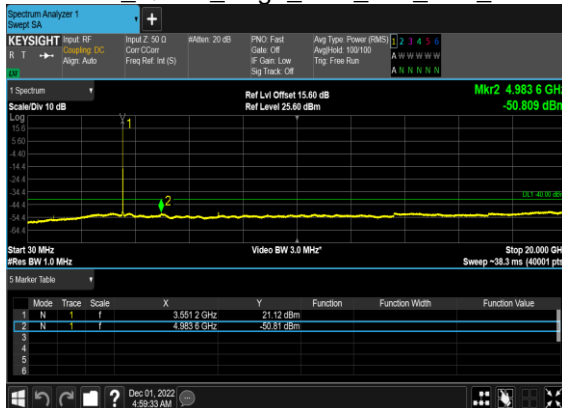 Spectrum Analyzer 1
Swept SA
+
KEYSIGHT Input: RF Input Z: 50 Ω #Atten: 20 dB PNO: Fast Avg Type: Power (RMS) 1 2 3 4 5 6
R T Coupling: DC Corr CCorr Gate: Off Avg|Hold: 100/100 A W W W W W
Align: Auto Freq Ref: Int (S) IF Gain: Low Trig: Free Run
Sig Track: Off A N N N N N
1 Spectrum Ref Lvl Offset 15.60 dB Mkr2 4.983 6 GHz
Scale/Div 10 dB Ref Level 25.60 dBm -50.809 dBm
Log
15.6
5.60
-4.40
-14.4
-24.4
-34.4
-44.4
-54.4
-64.4
1
2
DL1 -40.00 dBm
Start 30 MHz Video BW 3.0 MHz* Stop 20.000 GHz
#Res BW 1.0 MHz Sweep ~38.3 ms (40001 pts)
5 Marker Table
Mode Trace Scale X Y Function Function Width Function Value
1 N 1 f 3.551 2 GHz 21.12 dBm
2 N 1 f 4.983 6 GHz -50.81 dBm
3
4
5
6
? Dec 01, 2022
4:59:33 AM